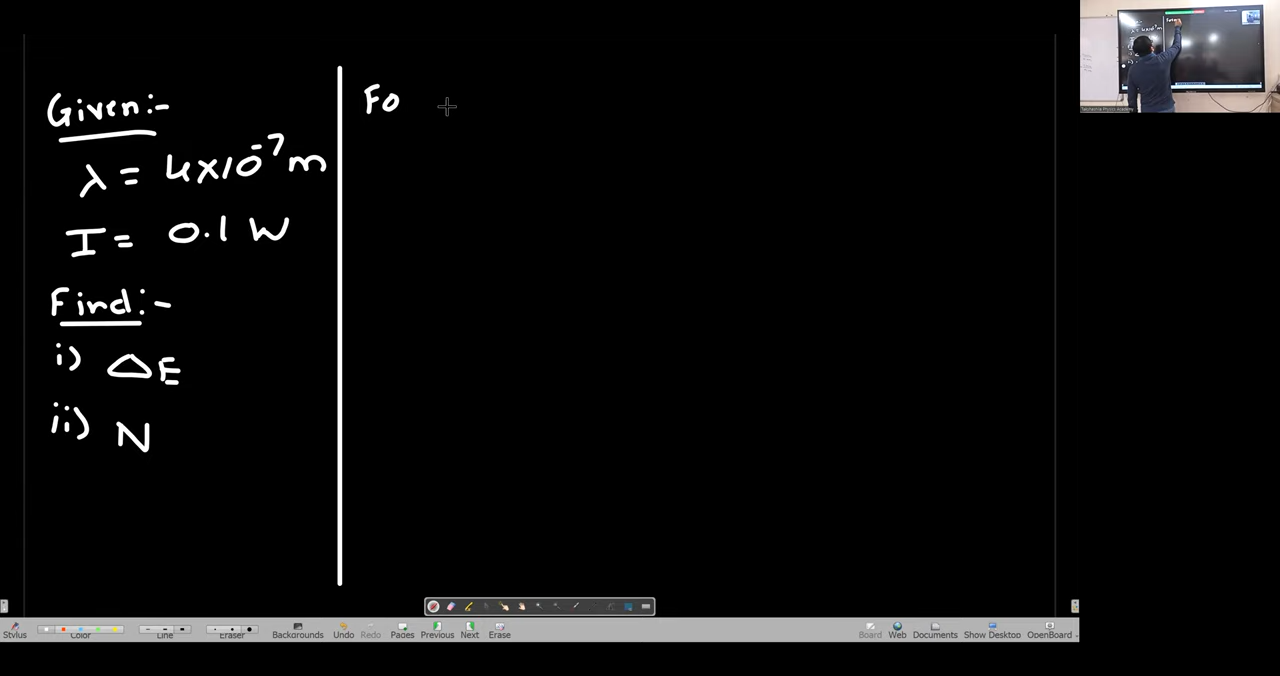 Given:-
λ = 4×10⁻⁷ m
I = 0.1 W
Find:-
i) △E
ii) N
Fo
Stylus
Color
Line
Eraser
Backgrounds
Undo
Redo
Pages
Previous
Next
Erase
Board
Web
Documents
Show Desktop
OpenBoard